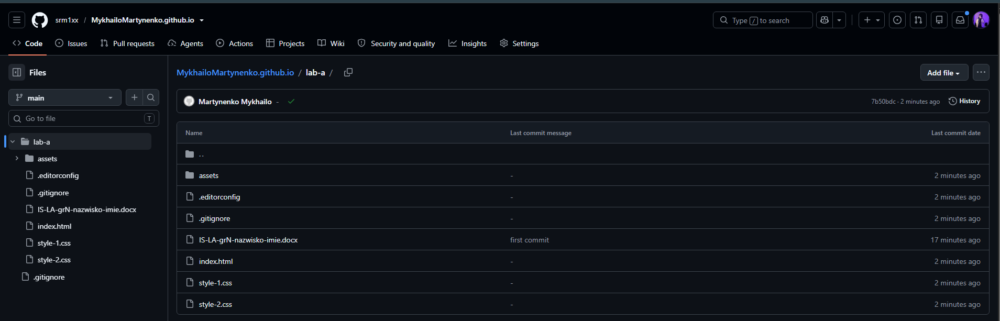 srm1xx / MykhailoMartynenko.github.io
Type / to search
Code Issues Pull requests Agents Actions Projects Wiki Security and quality Insights Settings
Files
main
Go to file T
lab-a
assets
.editorconfig
.gitignore
IS-LA-grN-nazwisko-imie.docx
index.html
style-1.css
style-2.css
.gitignore
MykhailoMartynenko.github.io / lab-a /
Add file
Martynenko Mykhailo -
7b50bdc · 2 minutes ago History
Name Last commit message Last commit date
..
assets - 2 minutes ago
.editorconfig - 2 minutes ago
.gitignore - 2 minutes ago
IS-LA-grN-nazwisko-imie.docx first commit 17 minutes ago
index.html - 2 minutes ago
style-1.css - 2 minutes ago
style-2.css - 2 minutes ago